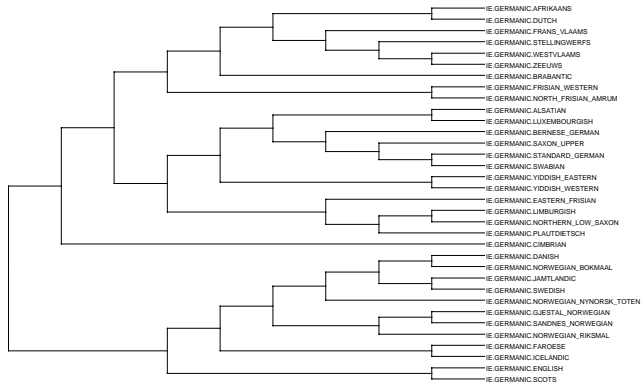 IE.GERMANIC.AFRIKAANS
IE.GERMANIC.DUTCH
IE.GERMANIC.FRANS_VLAAMS
IE.GERMANIC.STELLINGWERFS
IE.GERMANIC.WESTVLAAMS
IE.GERMANIC.ZEEUWS
IE.GERMANIC.BRABANTIC
IE.GERMANIC.FRISIAN_WESTERN
IE.GERMANIC.NORTH_FRISIAN_AMRUM
IE.GERMANIC.ALSATIAN
IE.GERMANIC.LUXEMBOURGISH
IE.GERMANIC.BERNESE_GERMAN
IE.GERMANIC.SAXON_UPPER
IE.GERMANIC.STANDARD_GERMAN
IE.GERMANIC.SWABIAN
IE.GERMANIC.YIDDISH_EASTERN
IE.GERMANIC.YIDDISH_WESTERN
IE.GERMANIC.EASTERN_FRISIAN
IE.GERMANIC.LIMBURGISH
IE.GERMANIC.NORTHERN_LOW_SAXON
IE.GERMANIC.PLAUTDIETSCH
IE.GERMANIC.CIMBRIAN
IE.GERMANIC.DANISH
IE.GERMANIC.NORWEGIAN_BOKMAAL
IE.GERMANIC.JAMTLANDIC
IE.GERMANIC.SWEDISH
IE.GERMANIC.NORWEGIAN_NYNORSK_TOTEN
IE.GERMANIC.GJESTAL_NORWEGIAN
IE.GERMANIC.SANDNES_NORWEGIAN
IE.GERMANIC.NORWEGIAN_RIKSMAL
IE.GERMANIC.FAROESE
IE.GERMANIC.ICELANDIC
IE.GERMANIC.ENGLISH
IE.GERMANIC.SCOTS